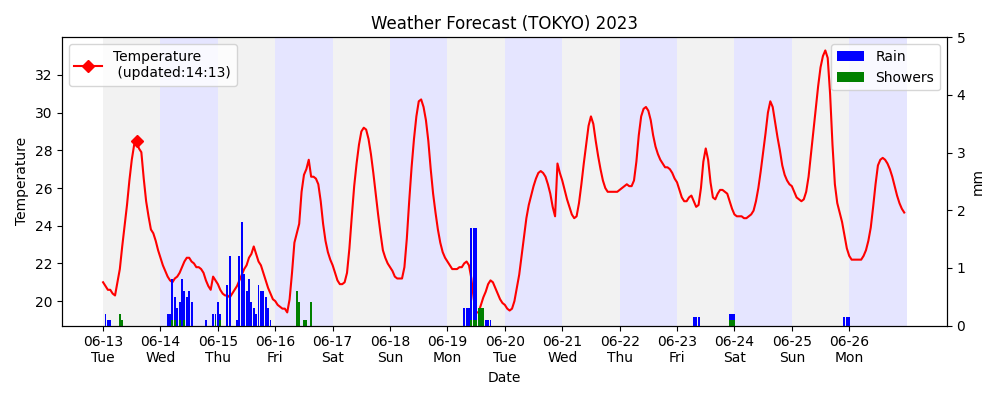 Weather Forecast (TOKYO) 2023
Temperature
(updated:14:13)
Rain
Showers
Temperature
32
30
28
26
24
22
20
5
4
3
2
1
0
mm
06-13 06-14 06-15 06-16 06-17 06-18 06-19 06-20 06-21 06-22 06-23 06-24 06-25 06-26
Tue Wed Thu Fri Sat Sun Mon Tue Wed Thu Fri Sat Sun Mon
Date